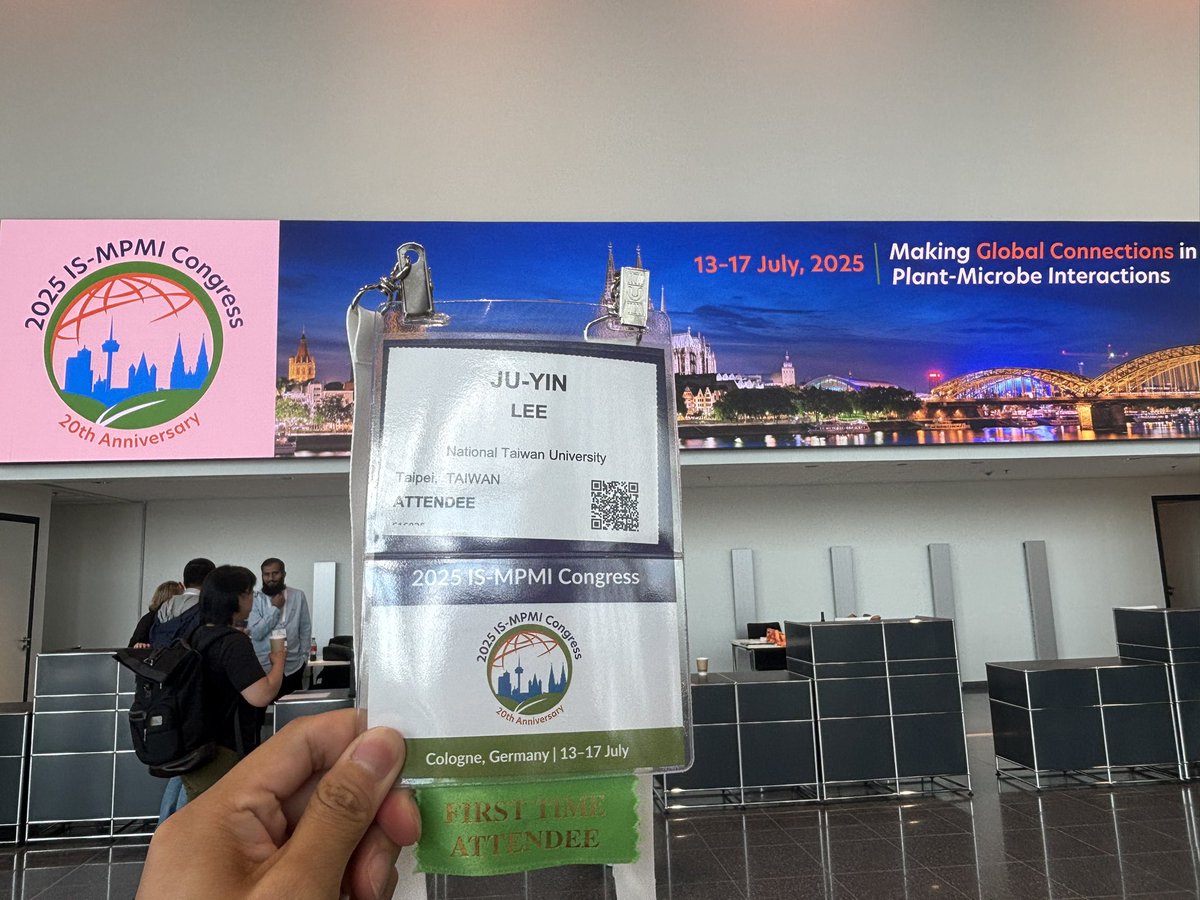 2025 IS-MPMI Congress
20th Anniversary
13–17 July, 2025
Making Global Connections in
Plant-Microbe Interactions
JU-YIN
LEE
National Taiwan University
Taipei, TAIWAN
ATTENDEE
2025 IS-MPMI Congress
2025 IS-MPMI Congress
20th Anniversary
Cologne, Germany | 13–17 July
FIRST TIME
ATTENDEE